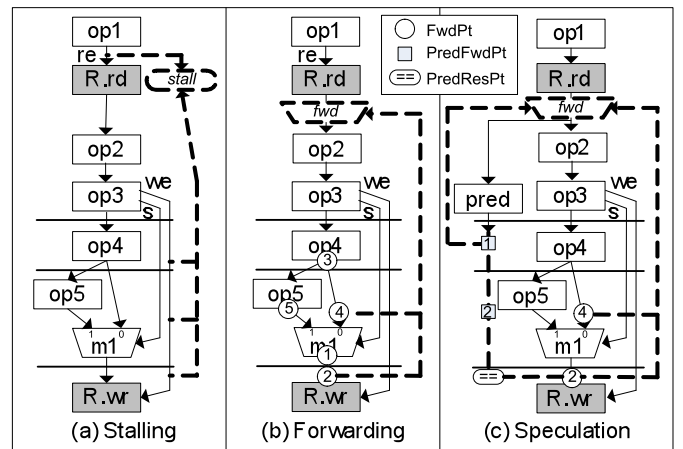 op1
re
R.rd
stall
op2
op3
we
s
op4
op5
1 0
m1
R.wr
(a) Stalling
op1
re
R.rd
fwd
op2
op3
we
s
op4
3
op5
5
4
1 0
m1
1
2
R.wr
(b) Forwarding
FwdPt
PredFwdPt
== PredResPt
op1
R.rd
fwd
op2
pred
op3
we
s
1
op4
op5
2
4
1 0
m1
==
2
R.wr
(c) Speculation